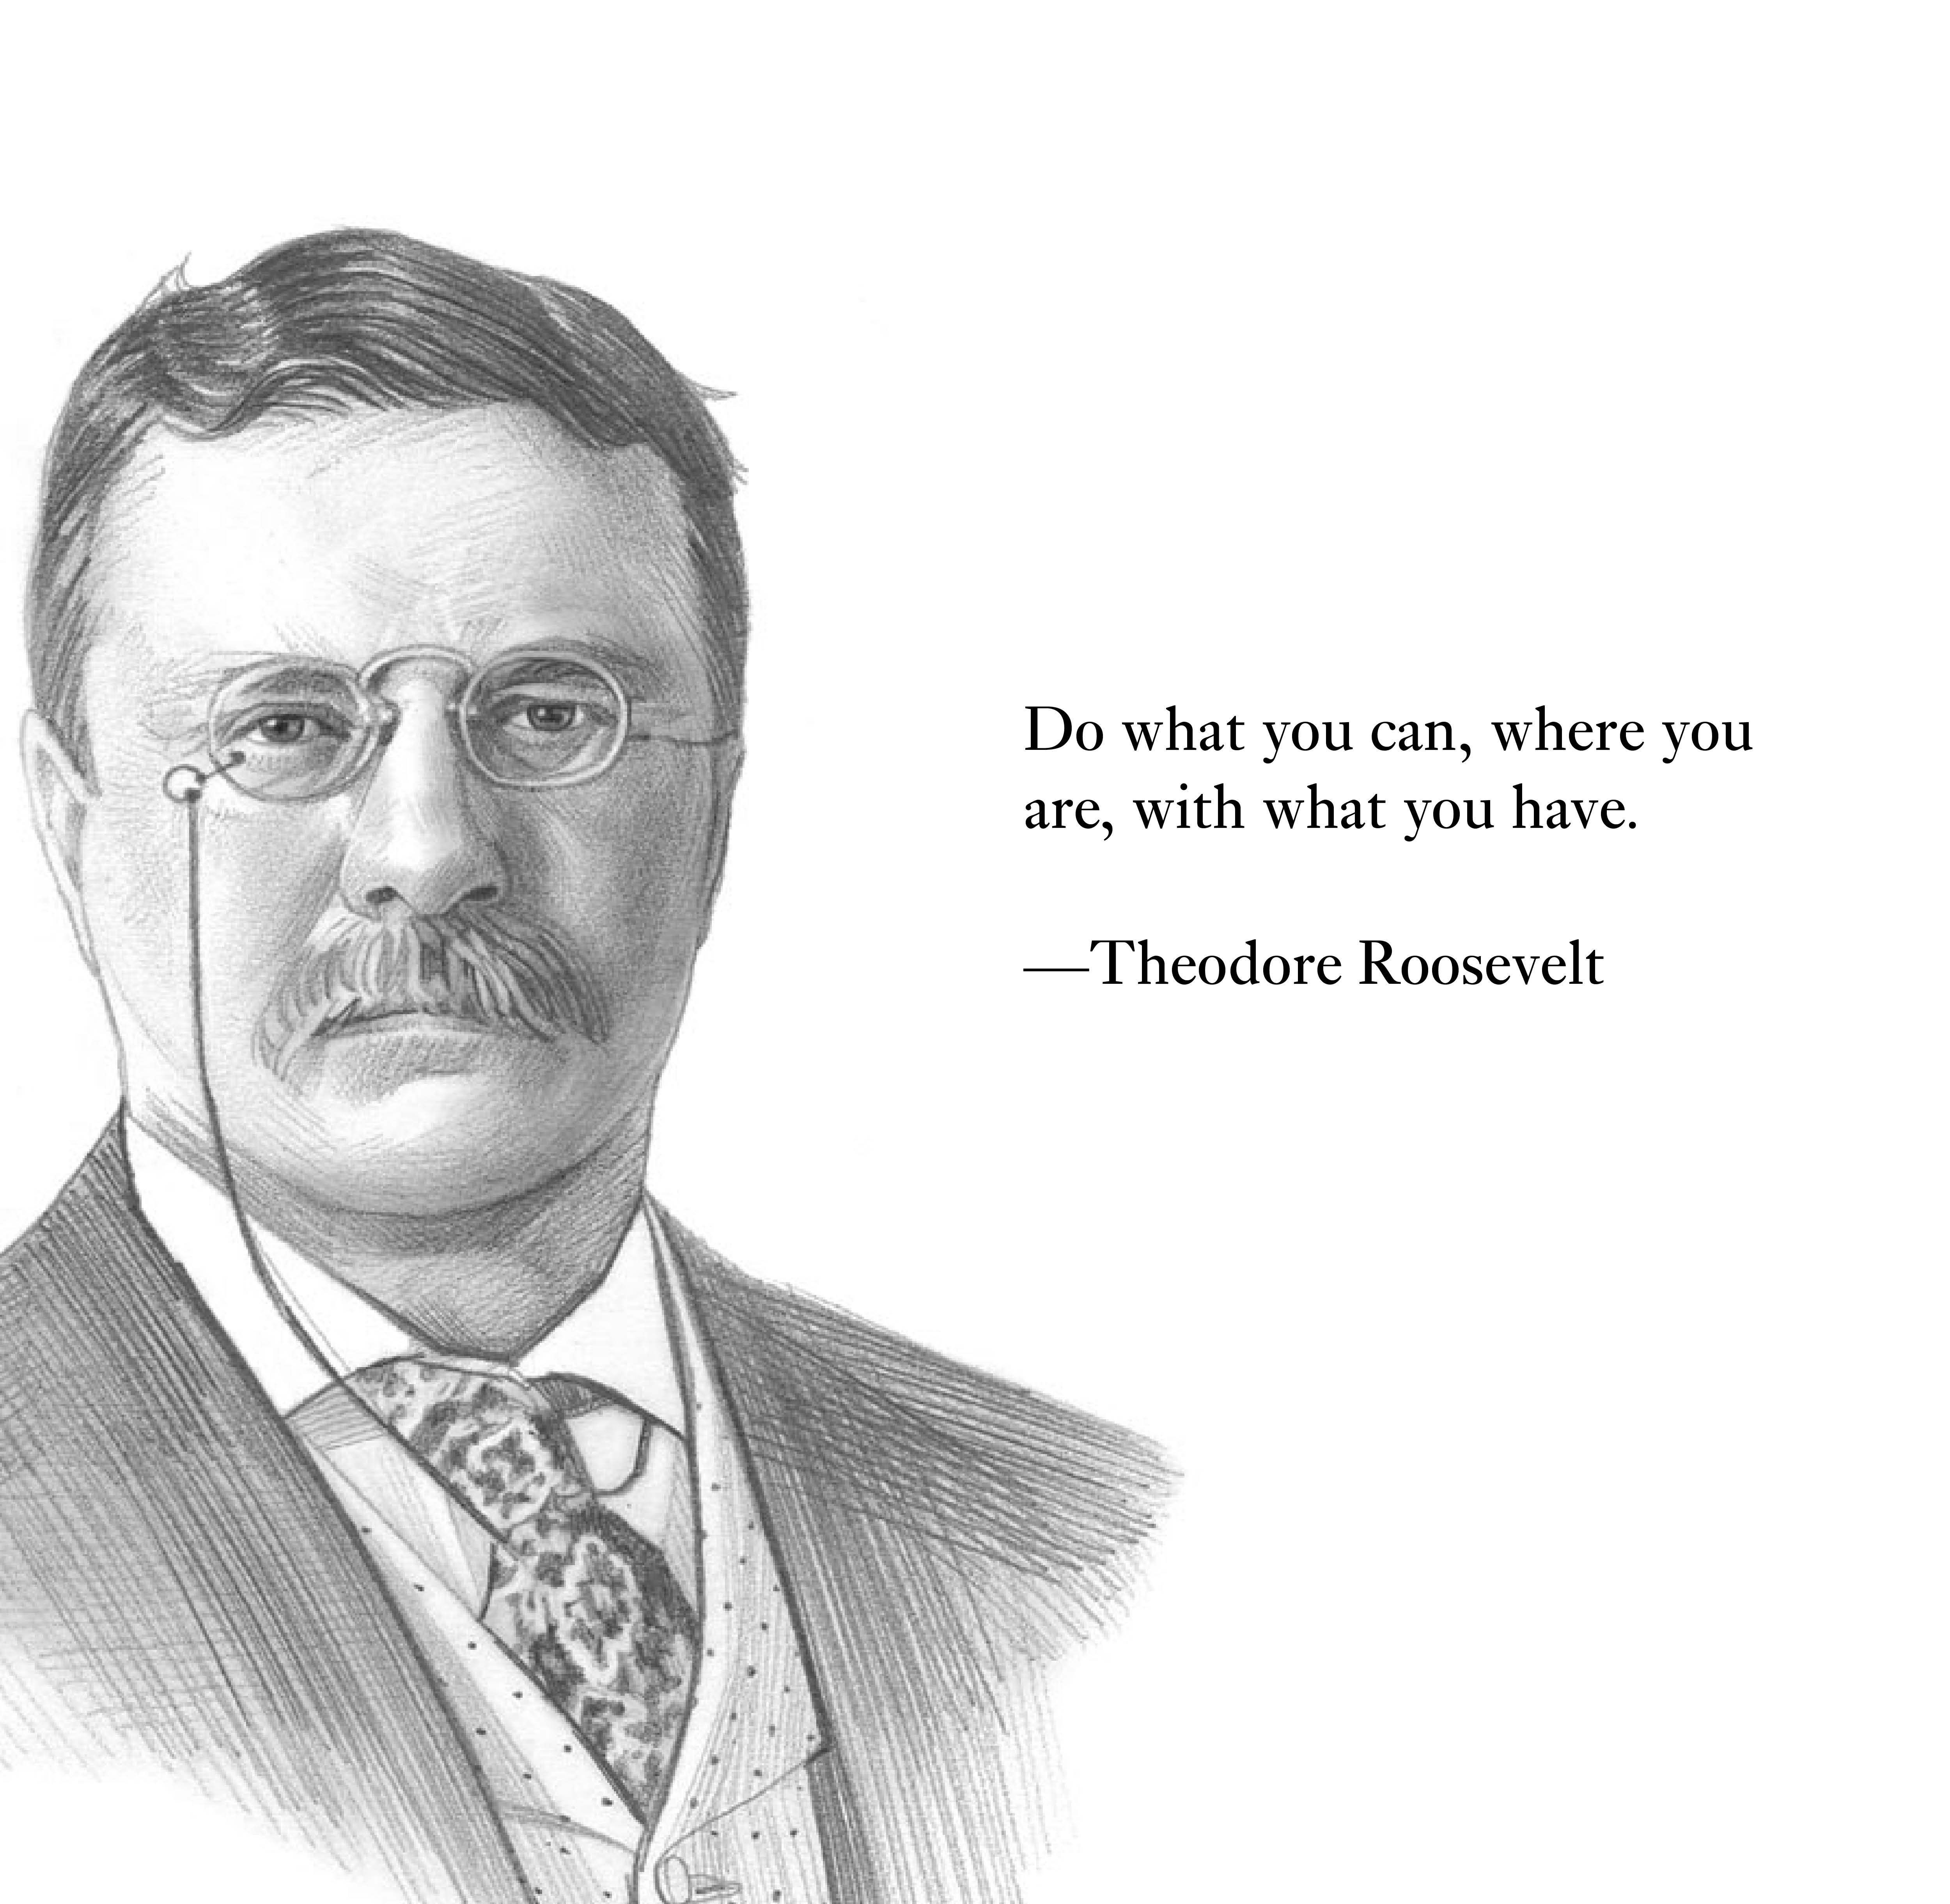 Do what you can, where you
are, with what you have.
—Theodore Roosevelt